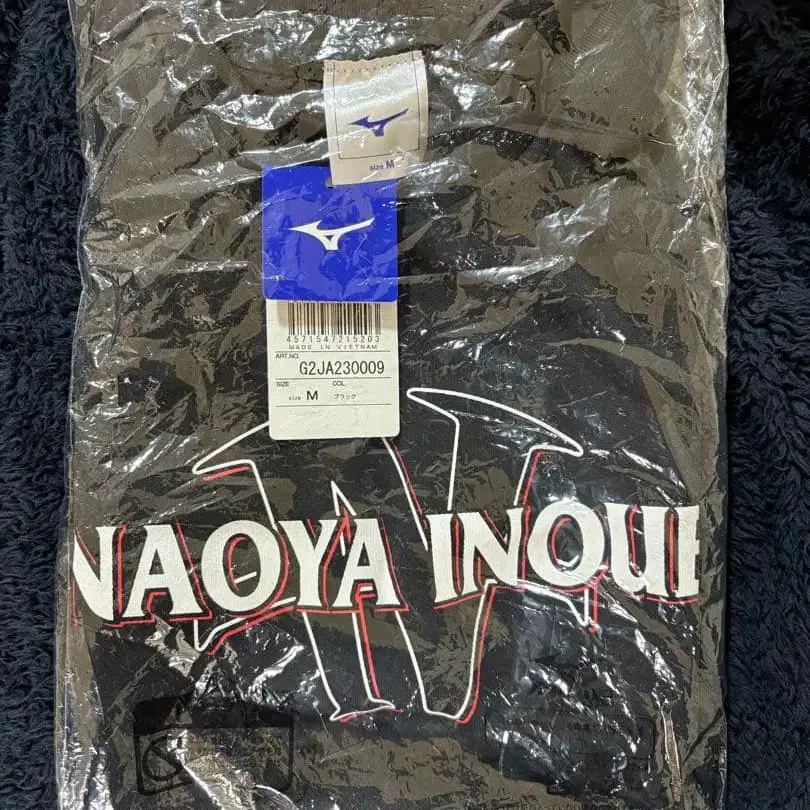 size M
4571547215203
MADE IN VIETNAM
ART.NO.
G2JA230009
SIZE COL.
size M ブラック
N
NAOYA INOUE